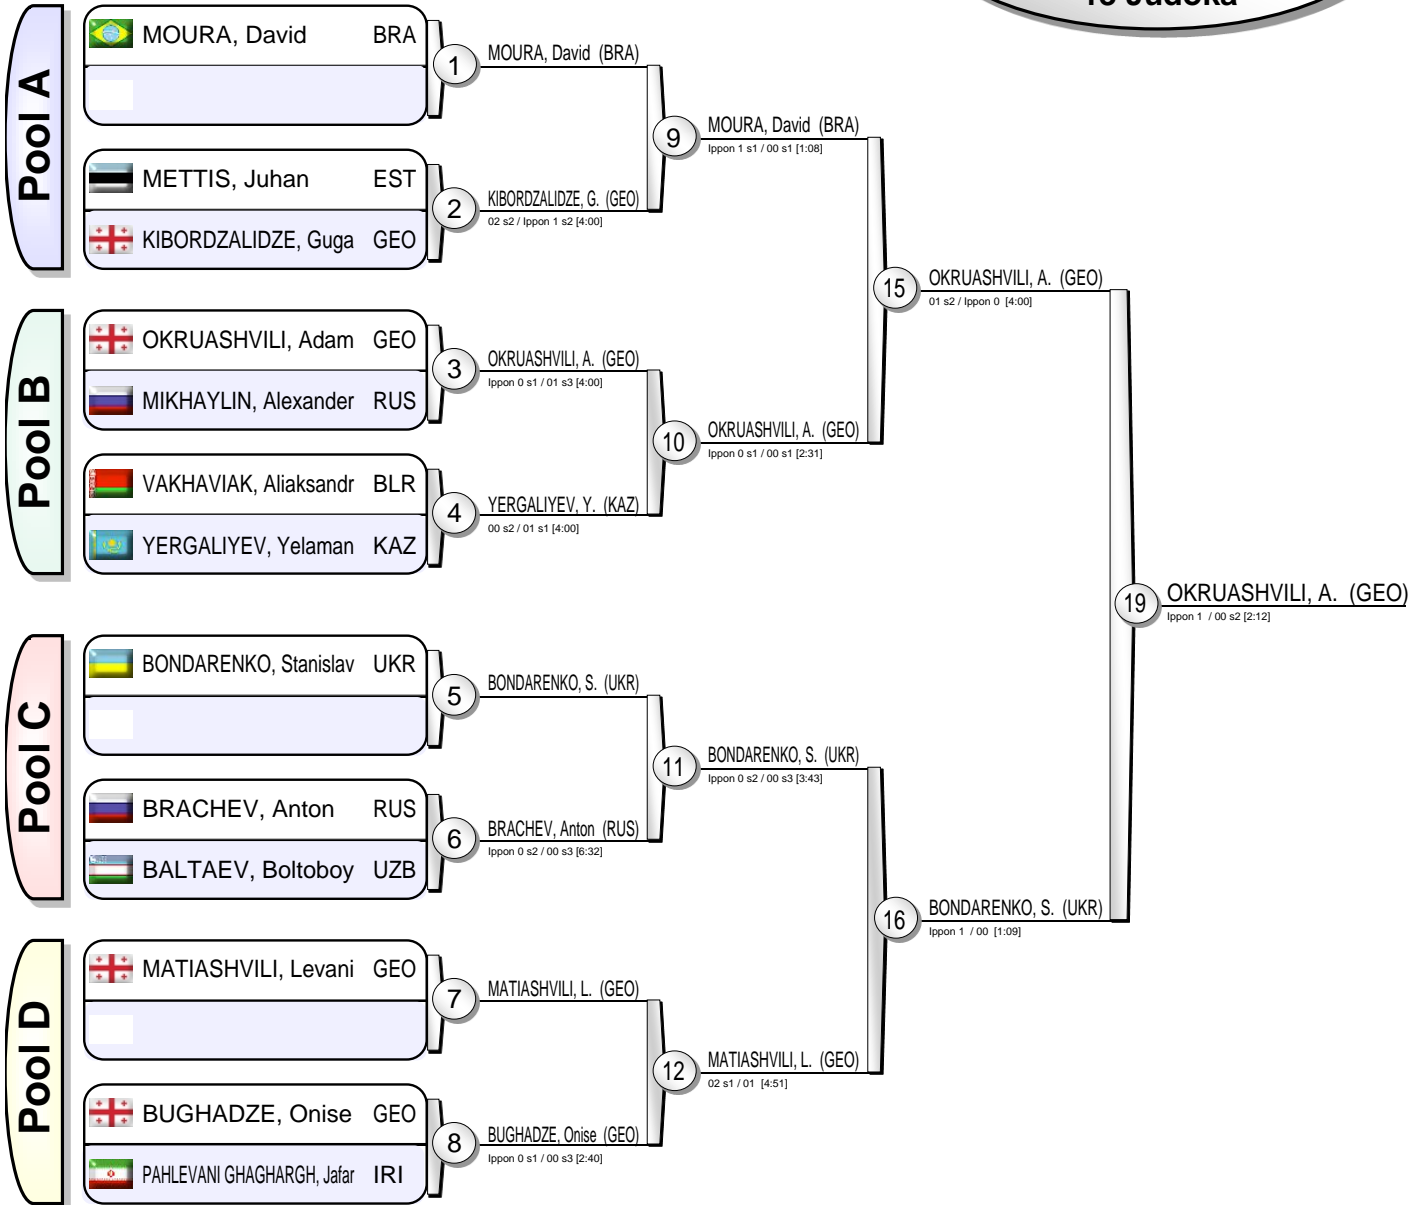 13 Judoka
Pool A
MOURA, David BRA
1
MOURA, David (BRA)
METTIS, Juhan EST
KIBORDZALIDZE, Guga GEO
2
KIBORDZALIDZE, G. (GEO)
02 s2 / Ippon 1 s2 [4:00]
9
MOURA, David (BRA)
Ippon 1 s1 / 00 s1 [1:08]
Pool B
OKRUASHVILI, Adam GEO
MIKHAYLIN, Alexander RUS
3
OKRUASHVILI, A. (GEO)
Ippon 0 s1 / 01 s3 [4:00]
VAKHAVIAK, Aliaksandr BLR
YERGALIYEV, Yelaman KAZ
4
YERGALIYEV, Y. (KAZ)
00 s2 / 01 s1 [4:00]
10
OKRUASHVILI, A. (GEO)
Ippon 0 s1 / 00 s1 [2:31]
15
OKRUASHVILI, A. (GEO)
01 s2 / Ippon 0 [4:00]
Pool C
BONDARENKO, Stanislav UKR
5
BONDARENKO, S. (UKR)
BRACHEV, Anton RUS
BALTAEV, Boltoboy UZB
6
BRACHEV, Anton (RUS)
Ippon 0 s2 / 00 s3 [6:32]
11
BONDARENKO, S. (UKR)
Ippon 0 s2 / 00 s3 [3:43]
Pool D
MATIASHVILI, Levani GEO
7
MATIASHVILI, L. (GEO)
BUGHADZE, Onise GEO
PAHLEVANI GHAGHARGH, Jafar IRI
8
BUGHADZE, Onise (GEO)
Ippon 0 s1 / 00 s3 [2:40]
12
MATIASHVILI, L. (GEO)
02 s1 / 01 [4:51]
16
BONDARENKO, S. (UKR)
Ippon 1 / 00 [1:09]
19
OKRUASHVILI, A. (GEO)
Ippon 1 / 00 s2 [2:12]